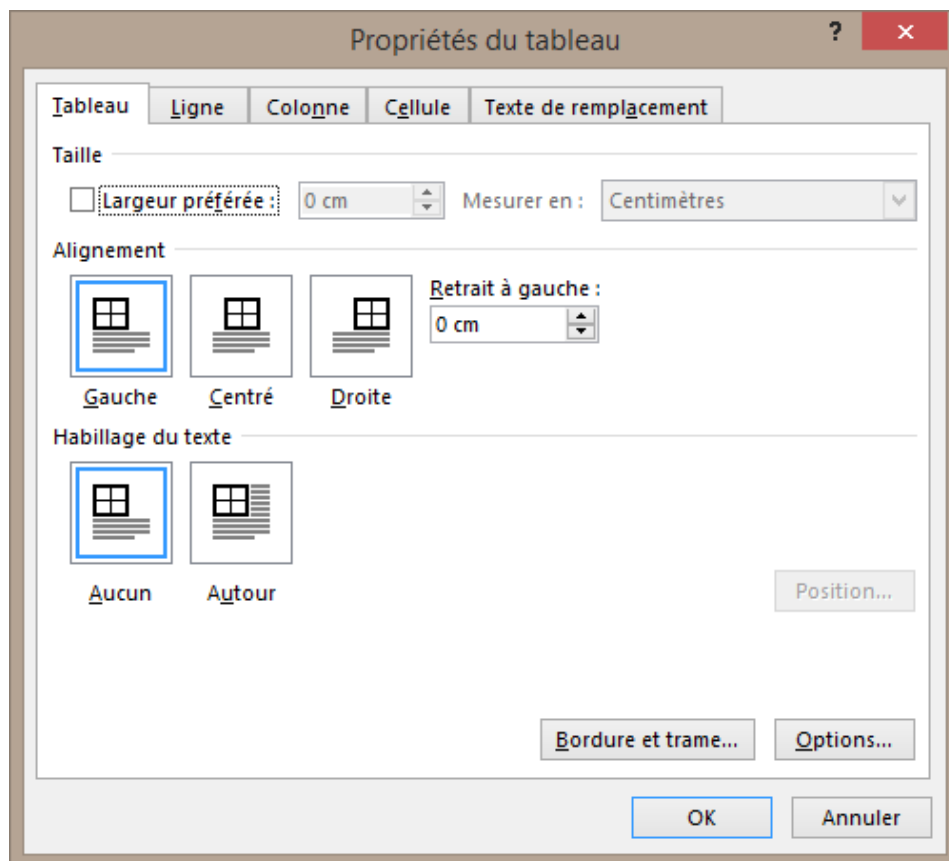 Propriétés du tableau ?
Tableau Ligne Colonne Cellule Texte de remplacement
Taille
Largeur préférée : 0 cm Mesurer en : Centimètres
Alignement
Retrait à gauche :
0 cm
Gauche Centré Droite
Habillage du texte
Aucun Autour
Position...
Bordure et trame... Options...
OK Annuler